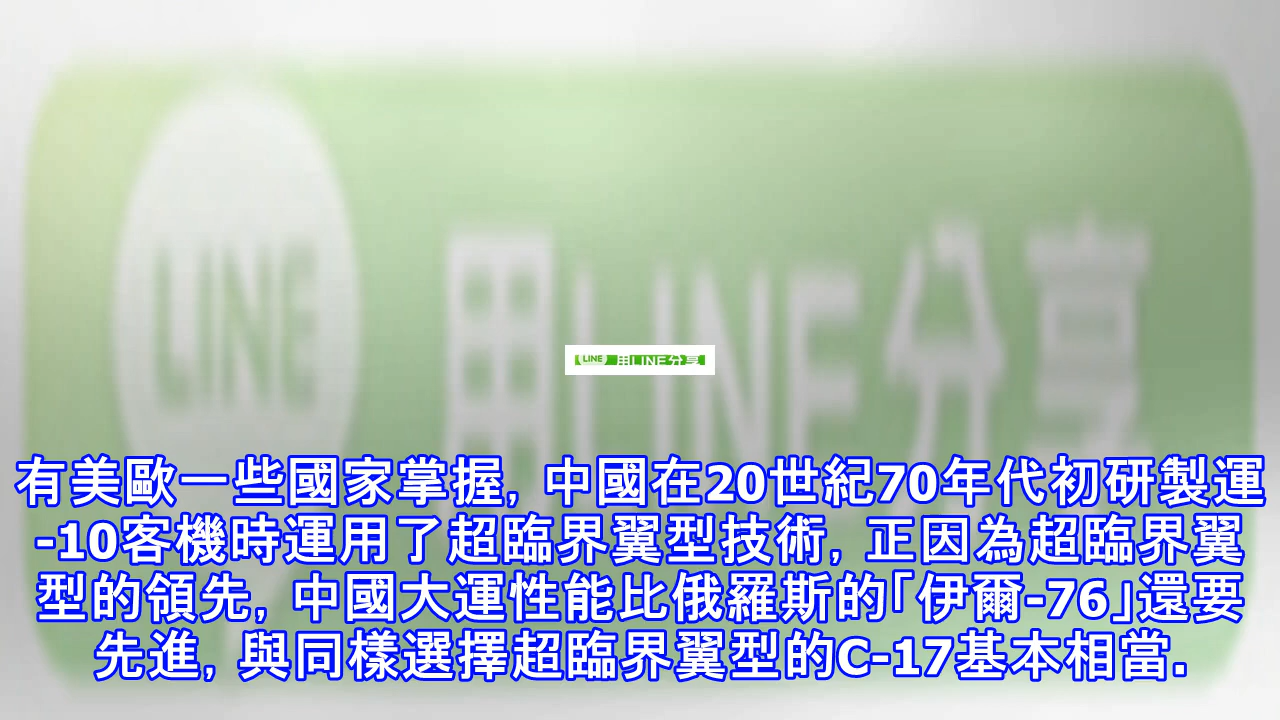 LINE 用LINE分享
LINE 用LINE分享
有美歐一些國家掌握, 中國在20世紀70年代初研製運
-10客機時運用了超臨界翼型技術, 正因為超臨界翼
型的領先, 中國大運性能比俄羅斯的「伊爾-76」還要
先進, 與同樣選擇超臨界翼型的C-17基本相當.